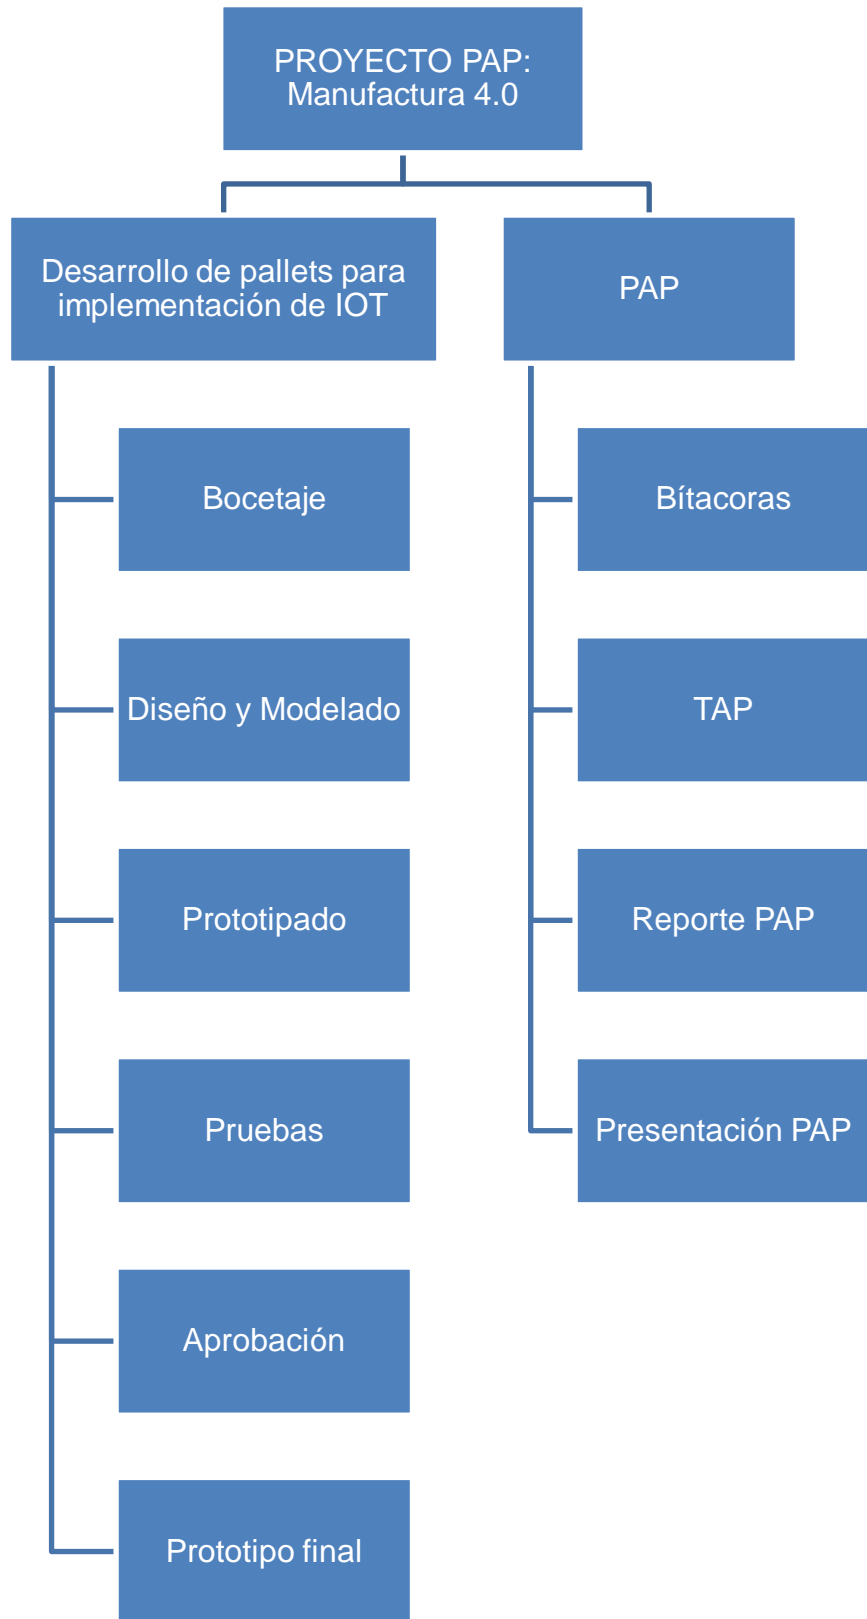 PROYECTO PAP:
Manufactura 4.0
Desarrollo de pallets para
implementación de IOT
PAP
Bocetaje
Diseño y Modelado
Prototipado
Pruebas
Aprobación
Prototipo final
Bítacoras
TAP
Reporte PAP
Presentación PAP